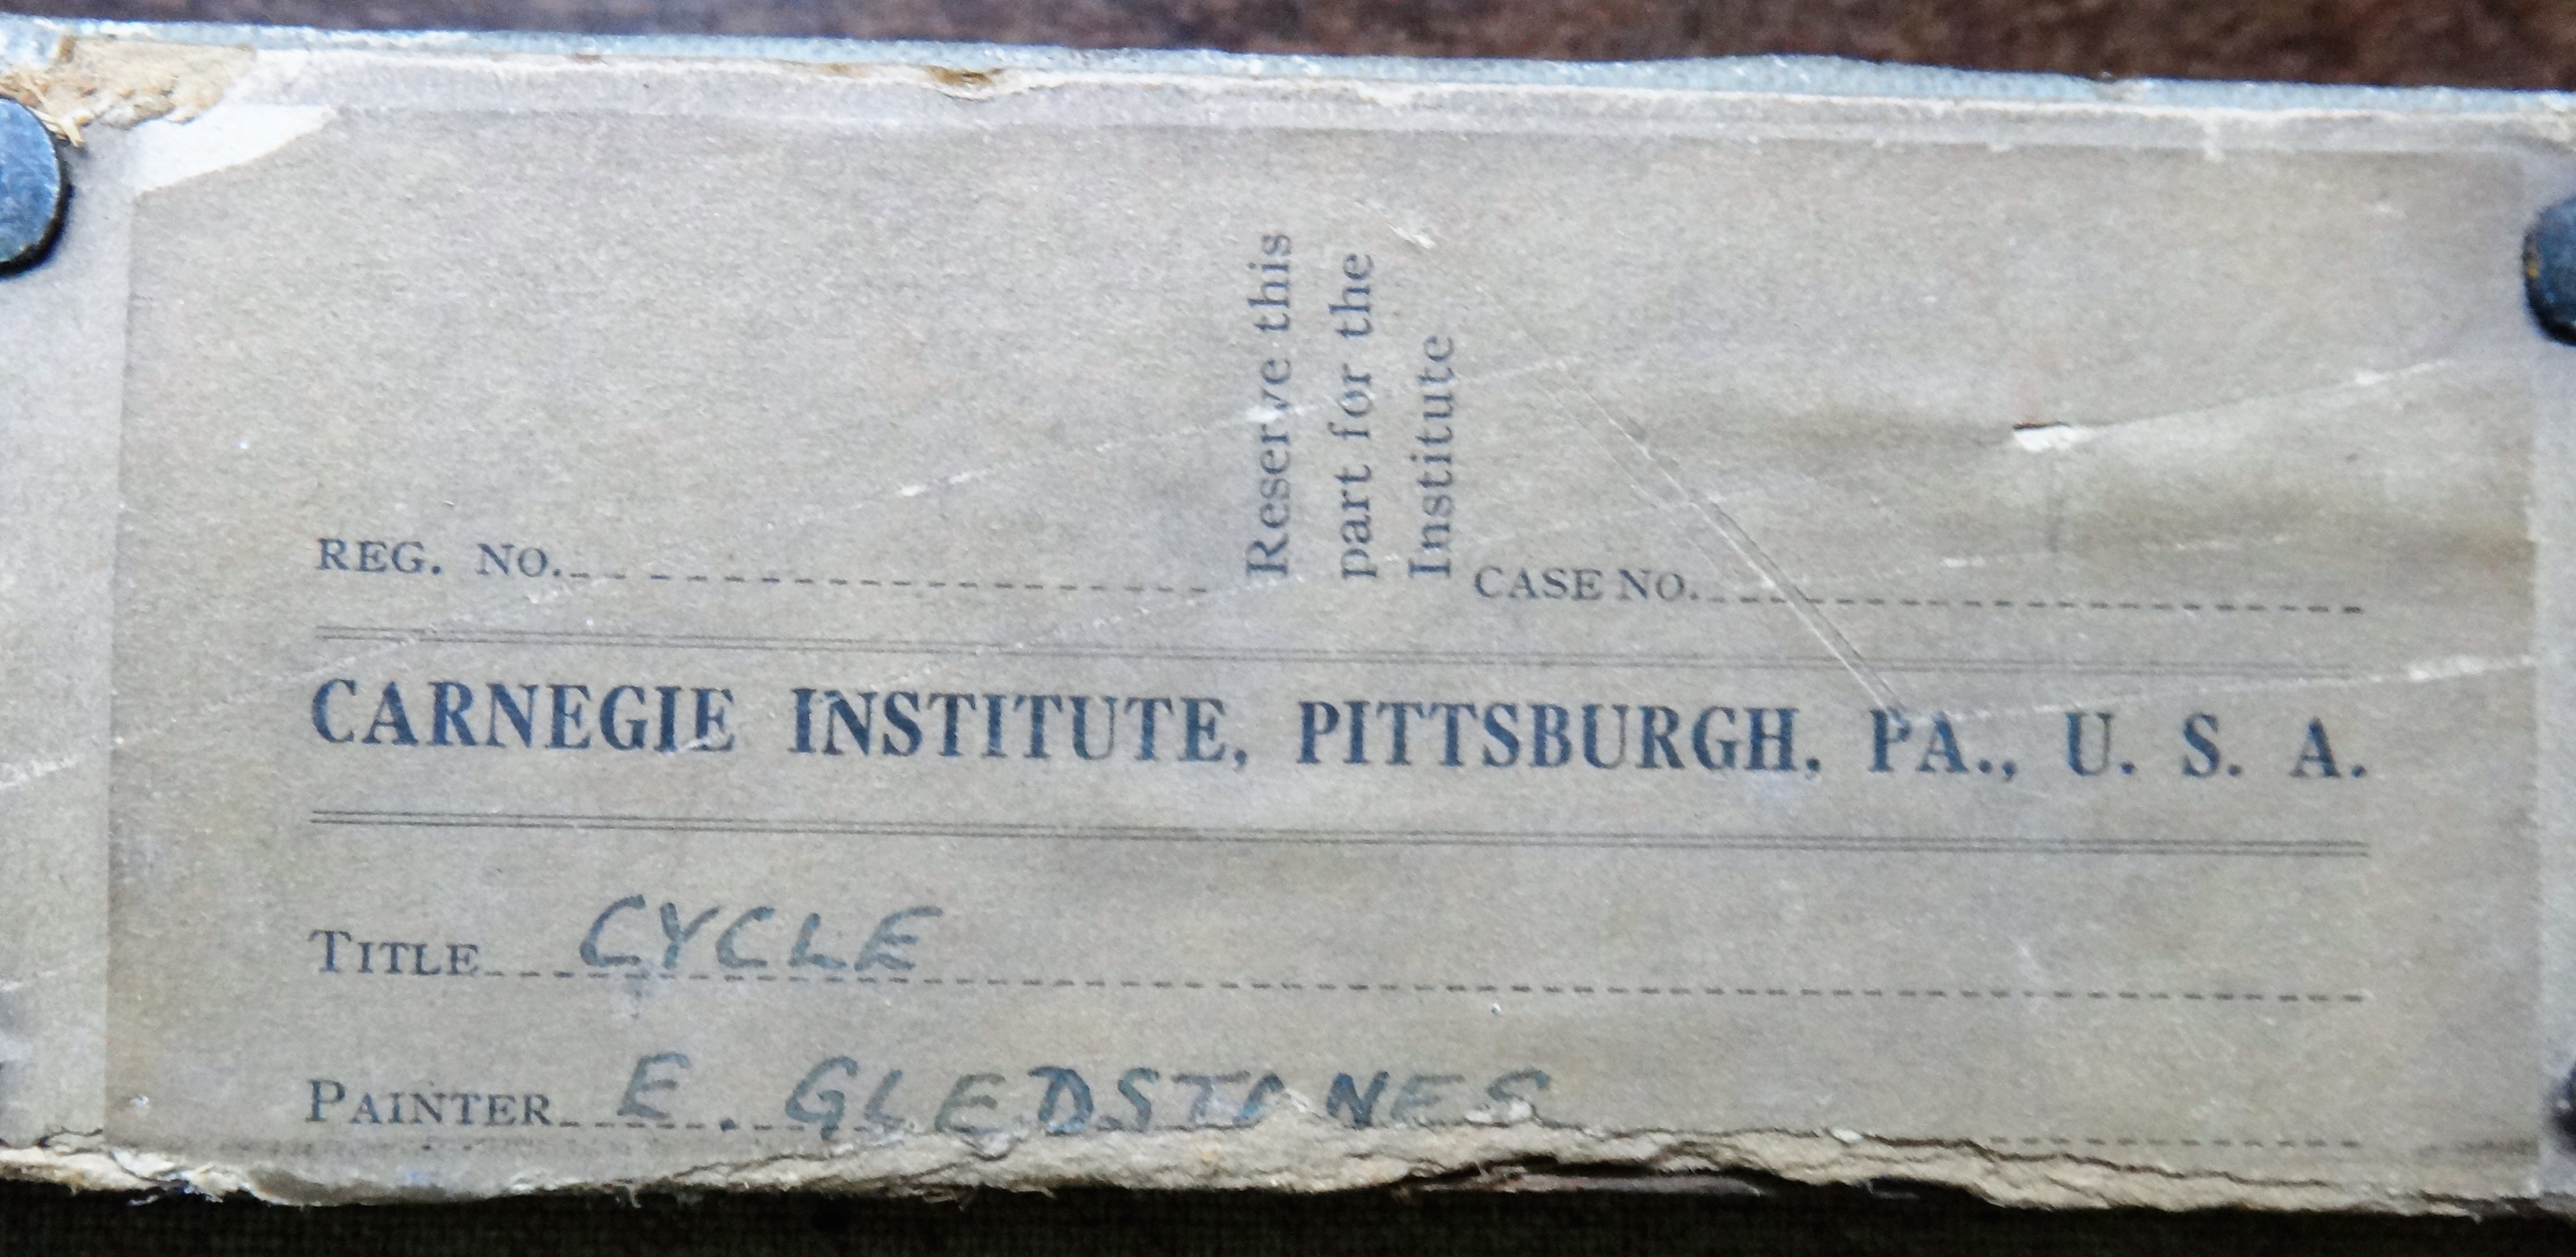 Reserve this
part for the
Institute
REG. NO.
CASE NO.
CARNEGIE INSTITUTE, PITTSBURGH, PA., U. S. A.
TITLE CYCLE
PAINTER E. GLEDSTANES